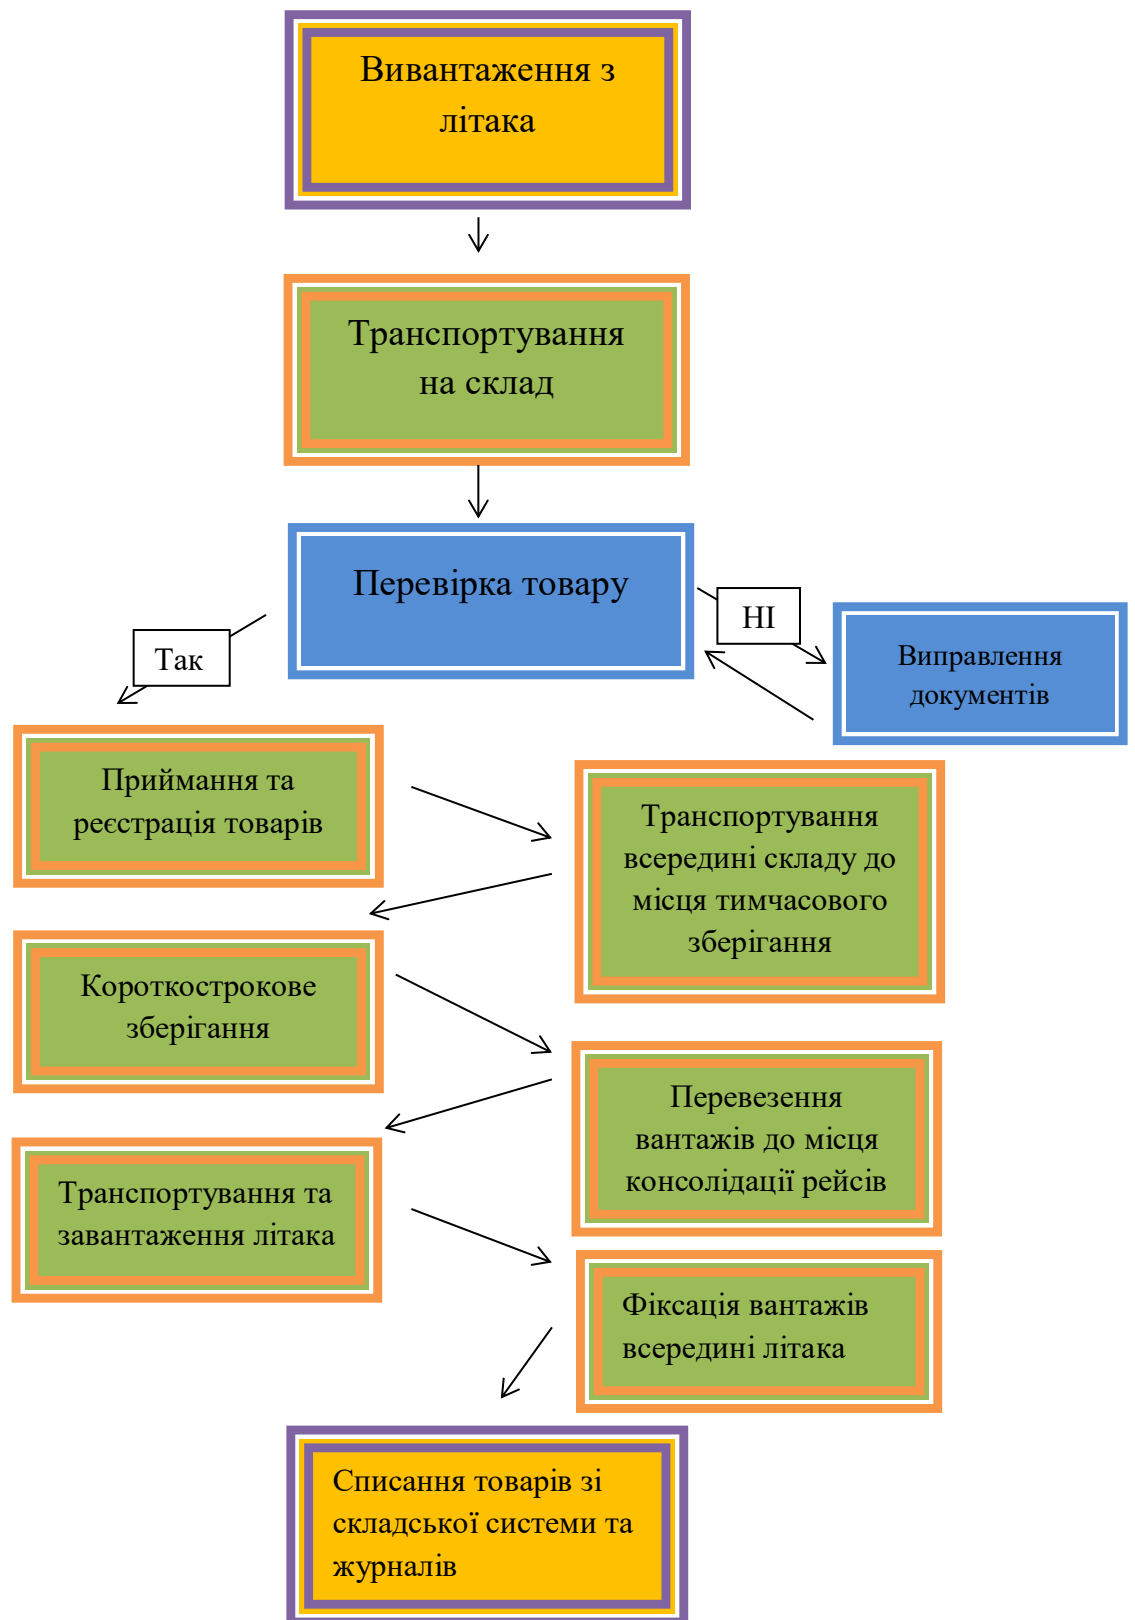 Вивантаження з
літака
Транспортування
на склад
Перевірка товару
НІ
Так
Виправлення
документів
Приймання та
реєстрація товарів
Транспортування
всередині складу до
місця тимчасового
зберігання
Короткострокове
зберігання
Перевезення
вантажів до місця
консолідації рейсів
Транспортування та
завантаження літака
Фіксація вантажів
всередині літака
Списання товарів зі
складської системи та
журналів